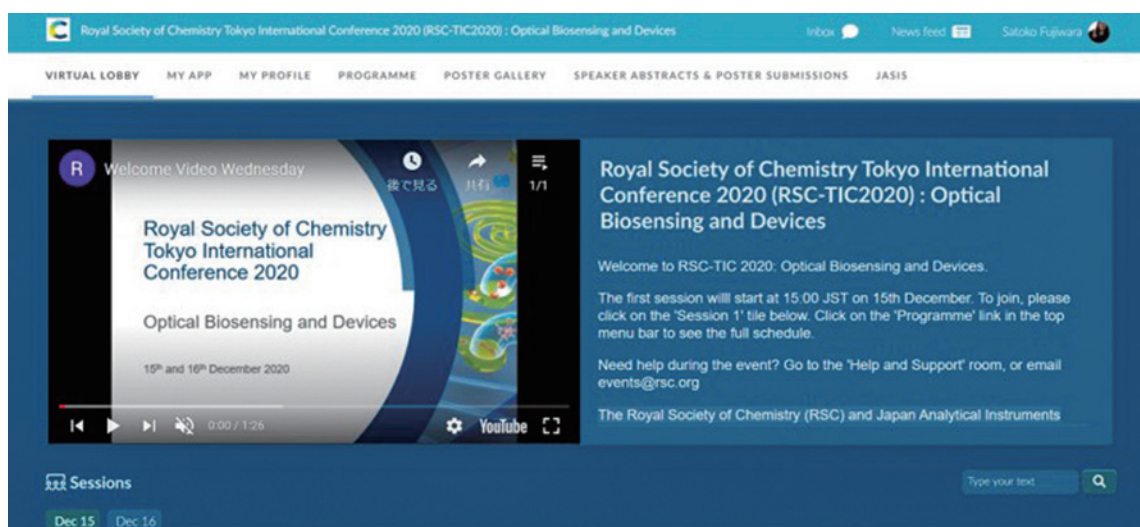 Royal Society of Chemistry Tokyo International Conference 2020 (RSC-TIC2020) : Optical Biosensing and Devices
Inbox
News feed
Satoko Fujiwara
VIRTUAL LOBBY
MY APP
MY PROFILE
PROGRAMME
POSTER GALLERY
SPEAKER ABSTRACTS & POSTER SUBMISSIONS
JASIS
R
Welcome Video Wednesday
後で見る
共有
1/1
Royal Society of Chemistry
Tokyo International
Conference 2020
Optical Biosensing and Devices
15th and 16th December 2020
0:00 / 1:26
YouTube
Royal Society of Chemistry Tokyo International
Conference 2020 (RSC-TIC2020) : Optical
Biosensing and Devices
Welcome to RSC-TIC 2020: Optical Biosensing and Devices.
The first session will start at 15:00 JST on 15th December. To join, please
click on the 'Session 1' tile below. Click on the 'Programme' link in the top
menu bar to see the full schedule.
Need help during the event? Go to the 'Help and Support' room, or email
events@rsc.org
The Royal Society of Chemistry (RSC) and Japan Analytical Instruments
Sessions
Type your text
Dec 15
Dec 16